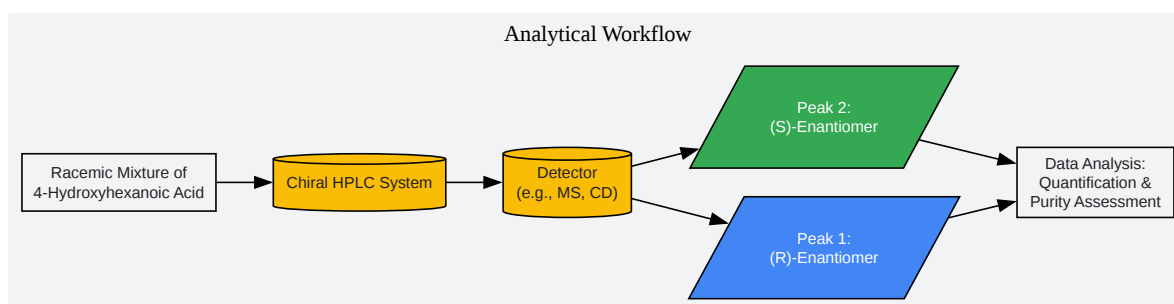 Analytical Workflow
Racemic Mixture of
4-Hydroxyhexanoic Acid
Chiral HPLC System
Detector
(e.g., MS, CD)
Peak 2:
(S)-Enantiomer
Peak 1:
(R)-Enantiomer
Data Analysis:
Quantification &
Purity Assessment